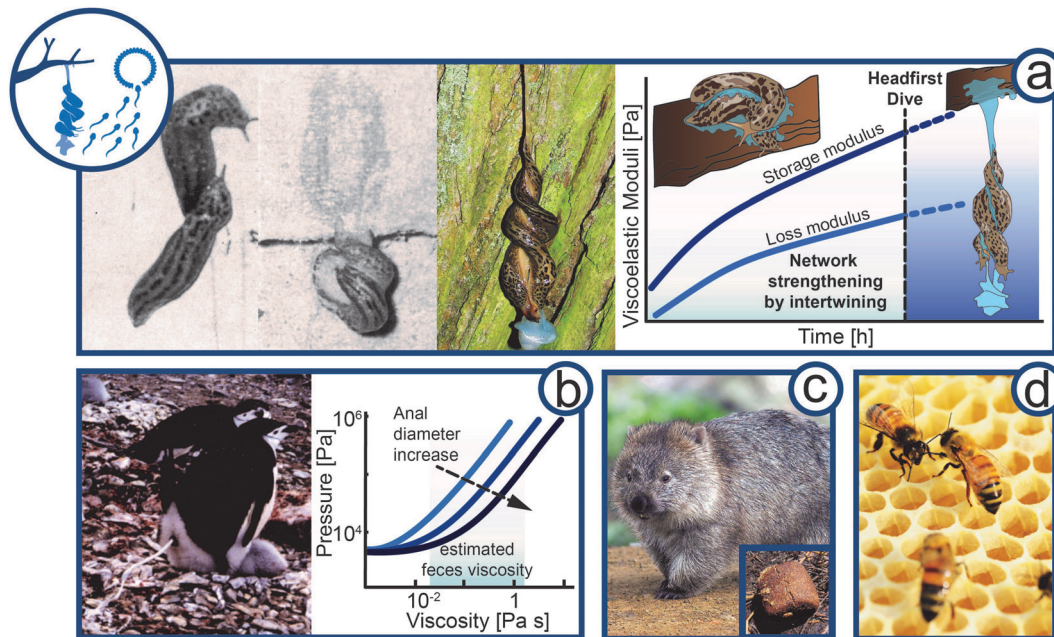 a
Headfirst
Dive
Viscoelastic Moduli [Pa]
Storage modulus
Loss modulus
Network
strengthening
by intertwining
Time [h]
b
Pressure [Pa]
10⁶
10⁴
Anal
diameter
increase
estimated
feces viscosity
10⁻²
1
Viscosity [Pa s]
c
d